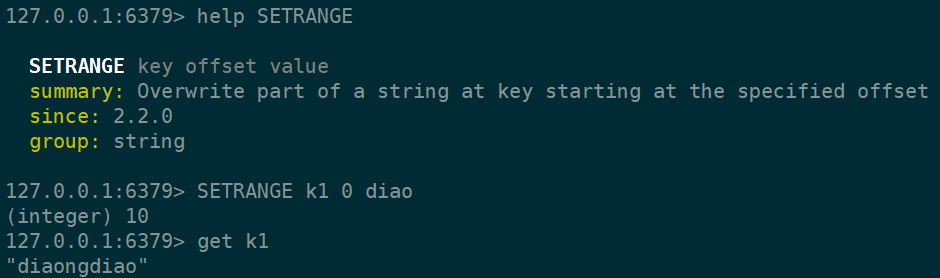 127.0.0.1:6379> help SETRANGE
SETRANGE key offset value
summary: Overwrite part of a string at key starting at the specified offset
since: 2.2.0
group: string
127.0.0.1:6379> SETRANGE k1 0 diao
(integer) 10
127.0.0.1:6379> get k1
"diaongdiao"